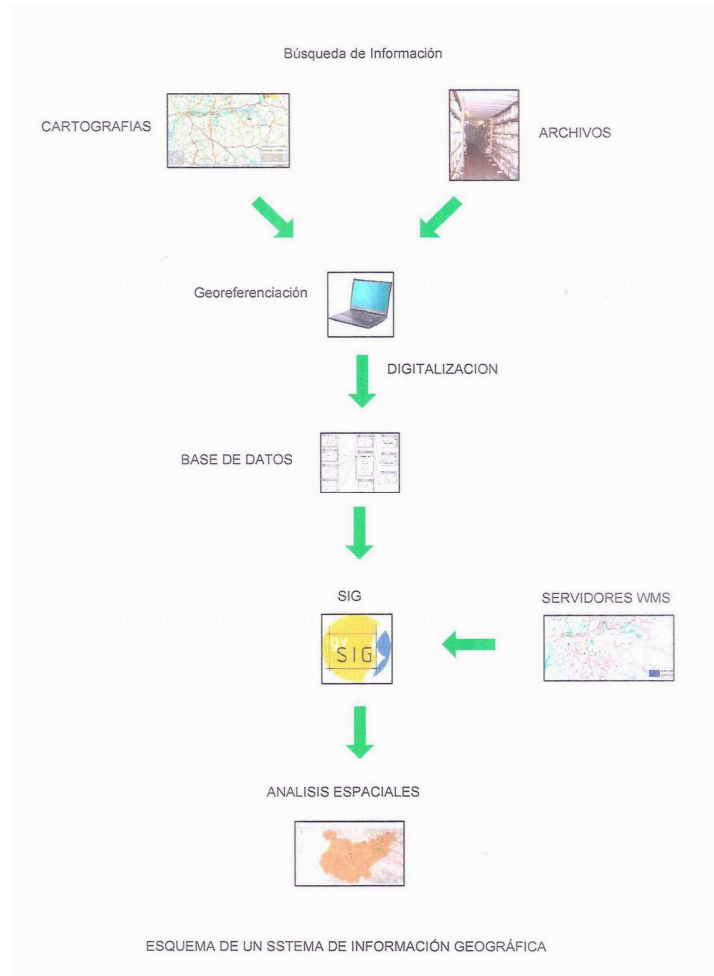 Búsqueda de Información
CARTOGRAFIAS
ARCHIVOS
Georeferenciación
DIGITALIZACION
BASE DE DATOS
SIG
SERVIDORES WMS
gv
SIG
ANALISIS ESPACIALES
ESQUEMA DE UN SSTEMA DE INFORMACIÓN GEOGRÁFICA